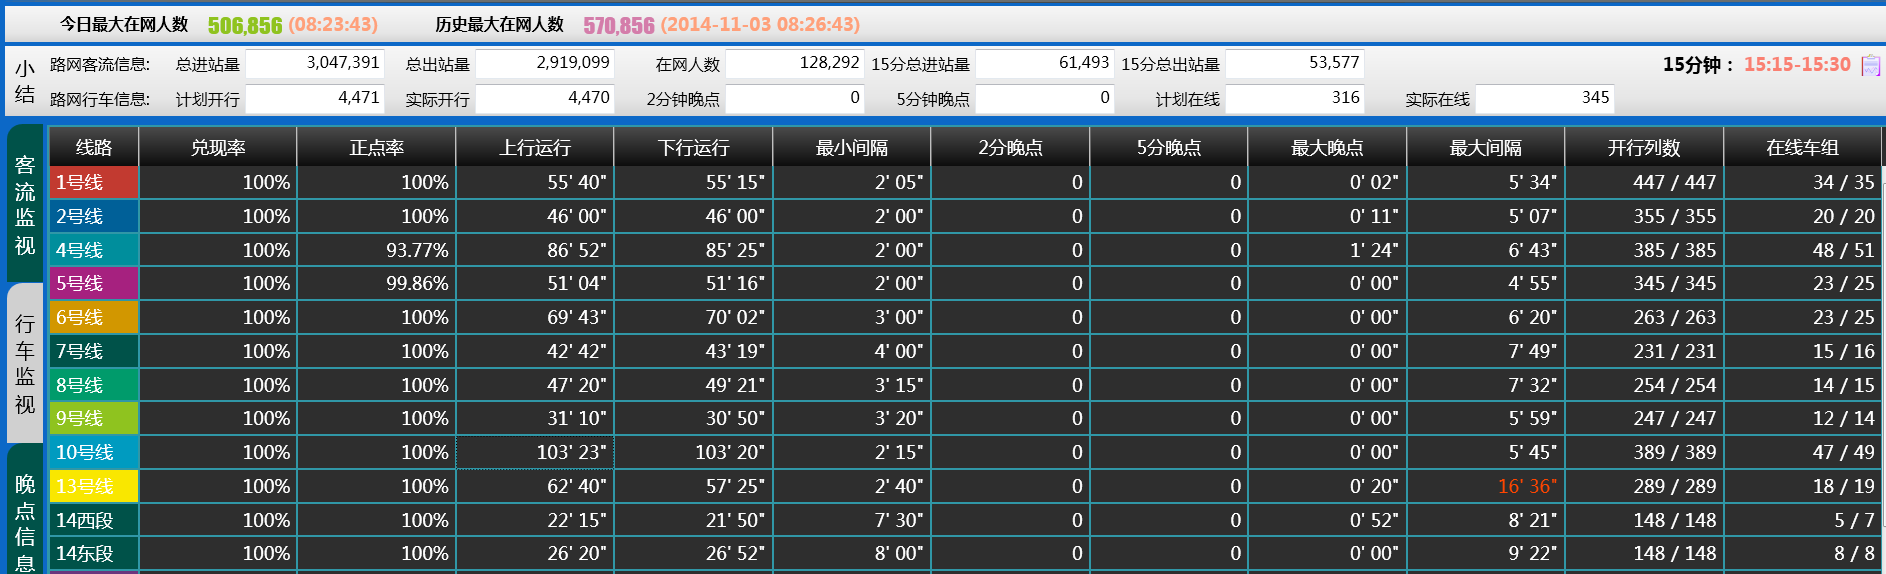 今日最大在网人数 506,856 (08:23:43) 历史最大在网人数 570,856 (2014-11-03 08:26:43)
小结
路网客流信息: 总进站量 3,047,391 总出站量 2,919,099 在网人数 128,292 15分总进站量 61,493 15分总出站量 53,577 15分钟： 15:15-15:30
路网行车信息: 计划开行 4,471 实际开行 4,470 2分钟晚点 0 5分钟晚点 0 计划在线 316 实际在线 345
客流监视
行车监视
晚点信息
线路 兑现率 正点率 上行运行 下行运行 最小间隔 2分晚点 5分晚点 最大晚点 最大间隔 开行列数 在线车组
1号线 100% 100% 55' 40" 55' 15" 2' 05" 0 0 0' 02" 5' 34" 447 / 447 34 / 35
2号线 100% 100% 46' 00" 46' 00" 2' 00" 0 0 0' 11" 5' 07" 355 / 355 20 / 20
4号线 100% 93.77% 86' 52" 85' 25" 2' 00" 0 0 1' 24" 6' 43" 385 / 385 48 / 51
5号线 100% 99.86% 51' 04" 51' 16" 2' 00" 0 0 0' 00" 4' 55" 345 / 345 23 / 25
6号线 100% 100% 69' 43" 70' 02" 3' 00" 0 0 0' 00" 6' 20" 263 / 263 23 / 25
7号线 100% 100% 42' 42" 43' 19" 4' 00" 0 0 0' 00" 7' 49" 231 / 231 15 / 16
8号线 100% 100% 47' 20" 49' 21" 3' 15" 0 0 0' 00" 7' 32" 254 / 254 14 / 15
9号线 100% 100% 31' 10" 30' 50" 3' 20" 0 0 0' 00" 5' 59" 247 / 247 12 / 14
10号线 100% 100% 103' 23" 103' 20" 2' 15" 0 0 0' 00" 5' 45" 389 / 389 47 / 49
13号线 100% 100% 62' 40" 57' 25" 2' 40" 0 0 0' 20" 16' 36" 289 / 289 18 / 19
14西段 100% 100% 22' 15" 21' 50" 7' 30" 0 0 0' 52" 8' 21" 148 / 148 5 / 7
14东段 100% 100% 26' 20" 26' 52" 8' 00" 0 0 0' 00" 9' 22" 148 / 148 8 / 8